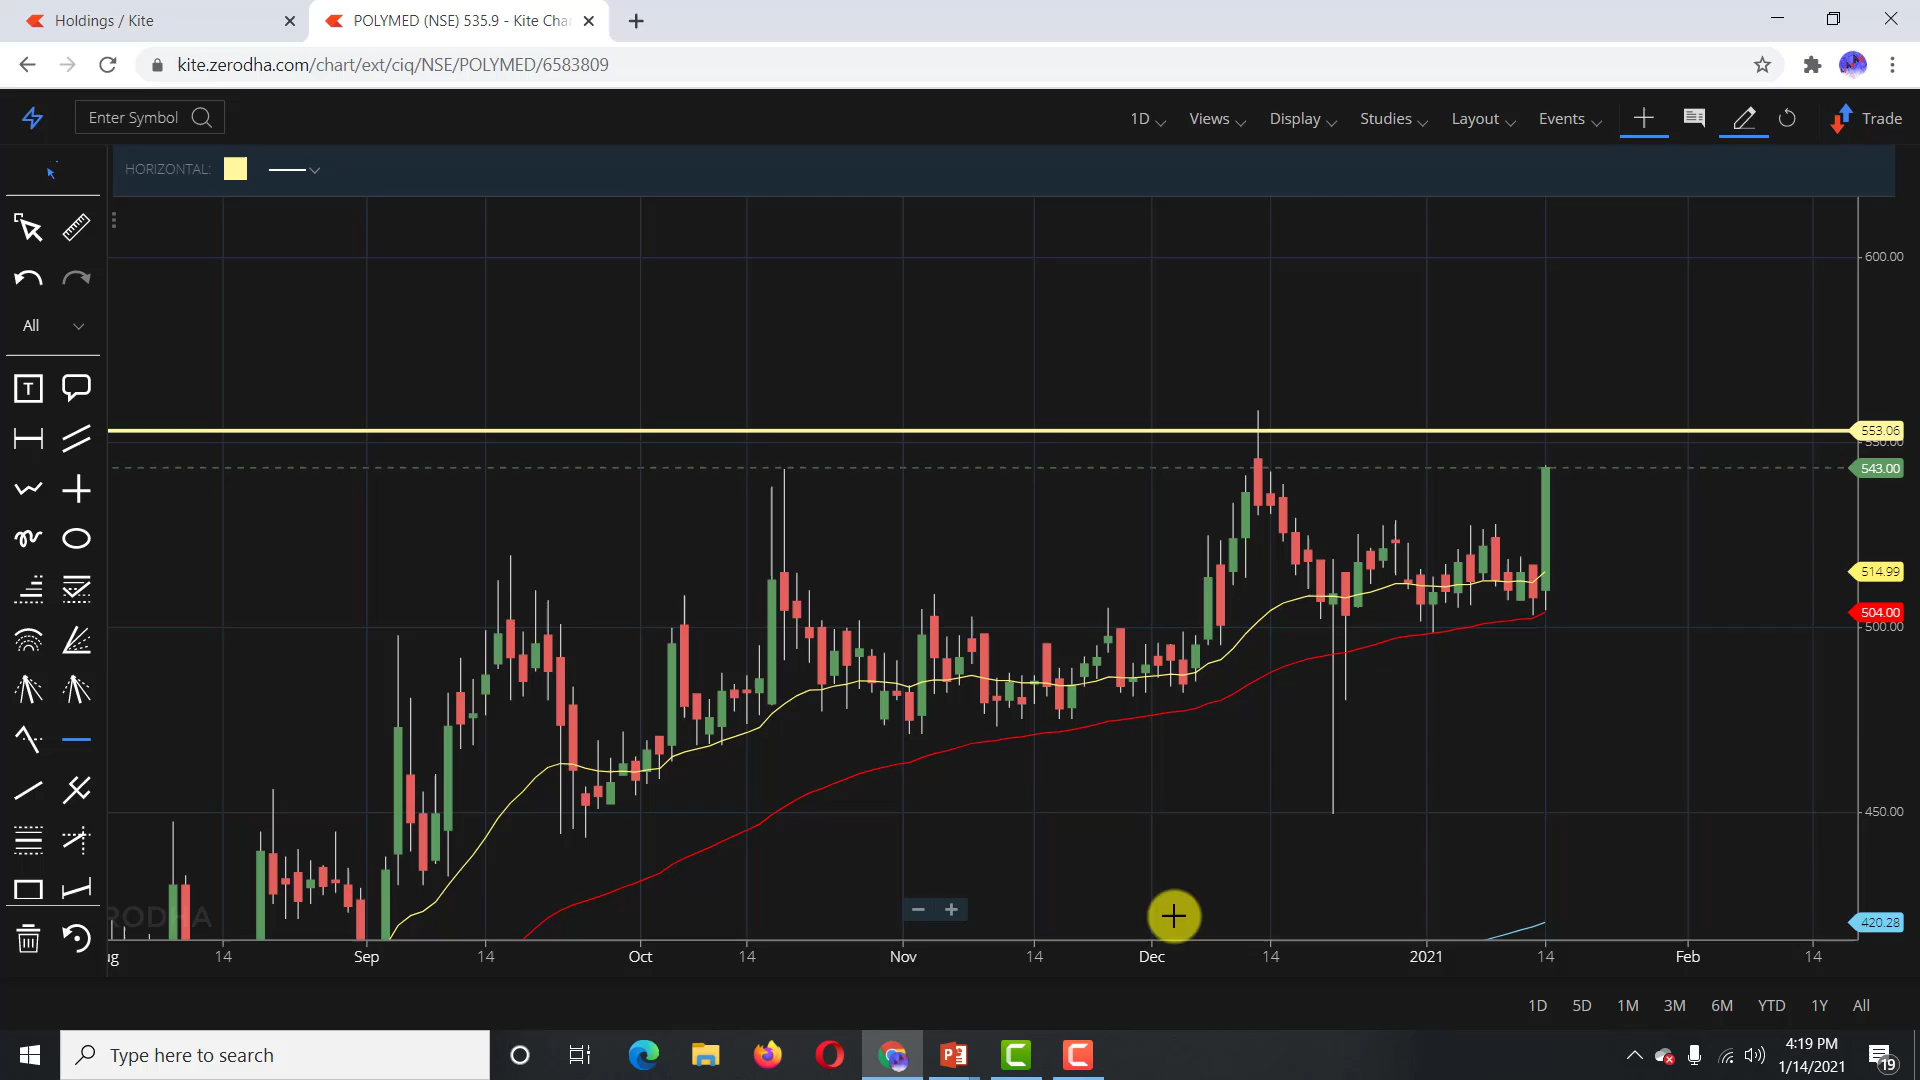 Holdings / Kite
POLYMED (NSE) 535.9 - Kite Cha
kite.zerodha.com/chart/ext/ciq/NSE/POLYMED/6583809
Enter Symbol
1D Views Display Studies Layout Events Trade
HORIZONTAL:
All
T
600.00
553.06
550.00
543.00
514.99
504.00
500.00
450.00
420.28
RODHA
ug 14 Sep 14 Oct 14 Nov 14 Dec 14 2021 14 Feb 14
1D 5D 1M 3M 6M YTD 1Y All
Type here to search
4:19 PM
1/14/2021
19